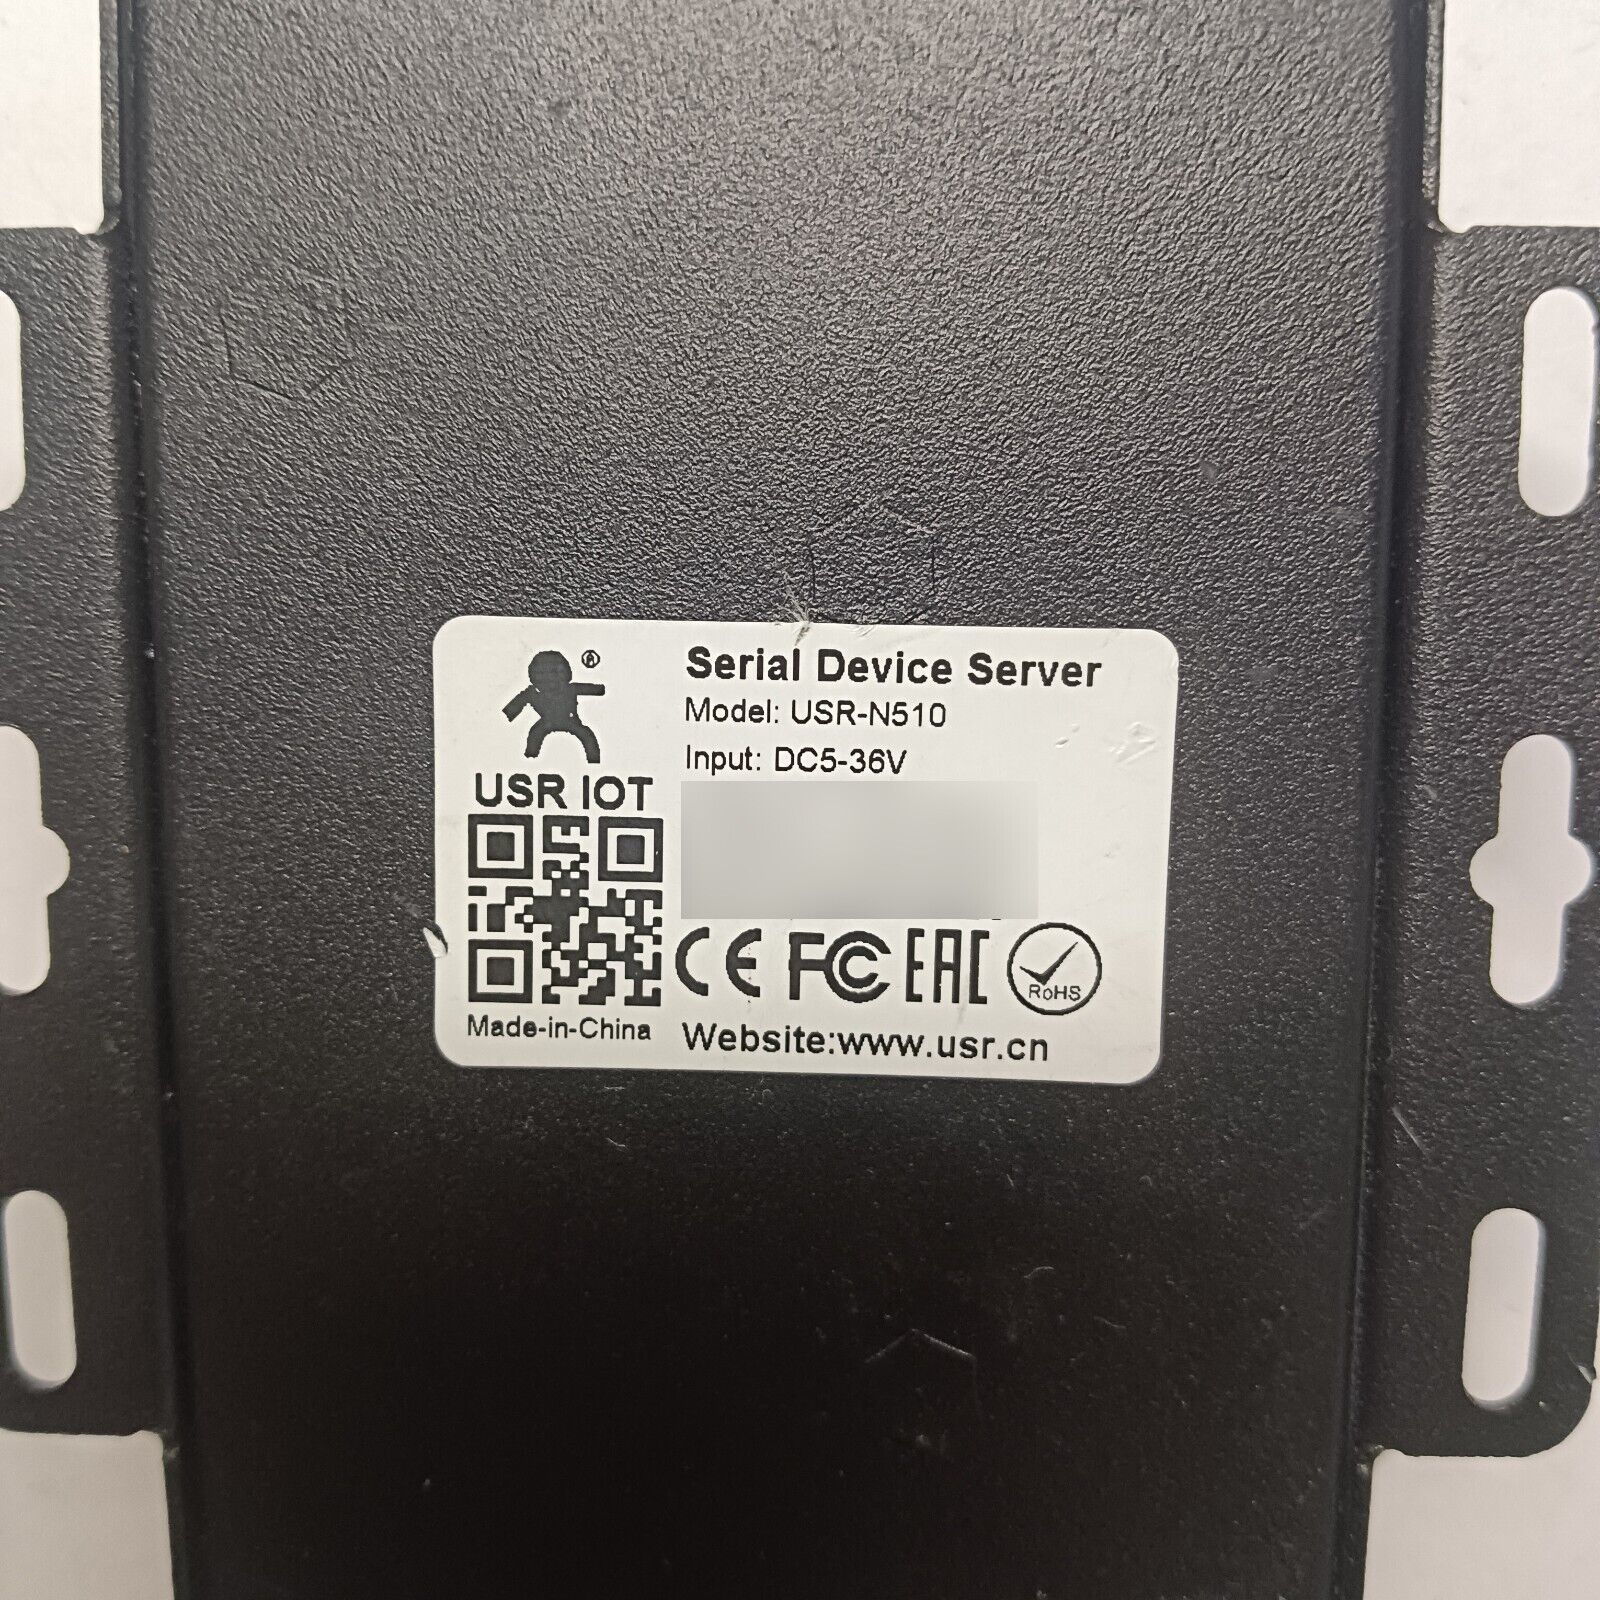 ®
USR IOT
Made-in-China
Serial Device Server
Model: USR-N510
Input: DC5-36V
CE FCC EAC RoHS
Website:www.usr.cn